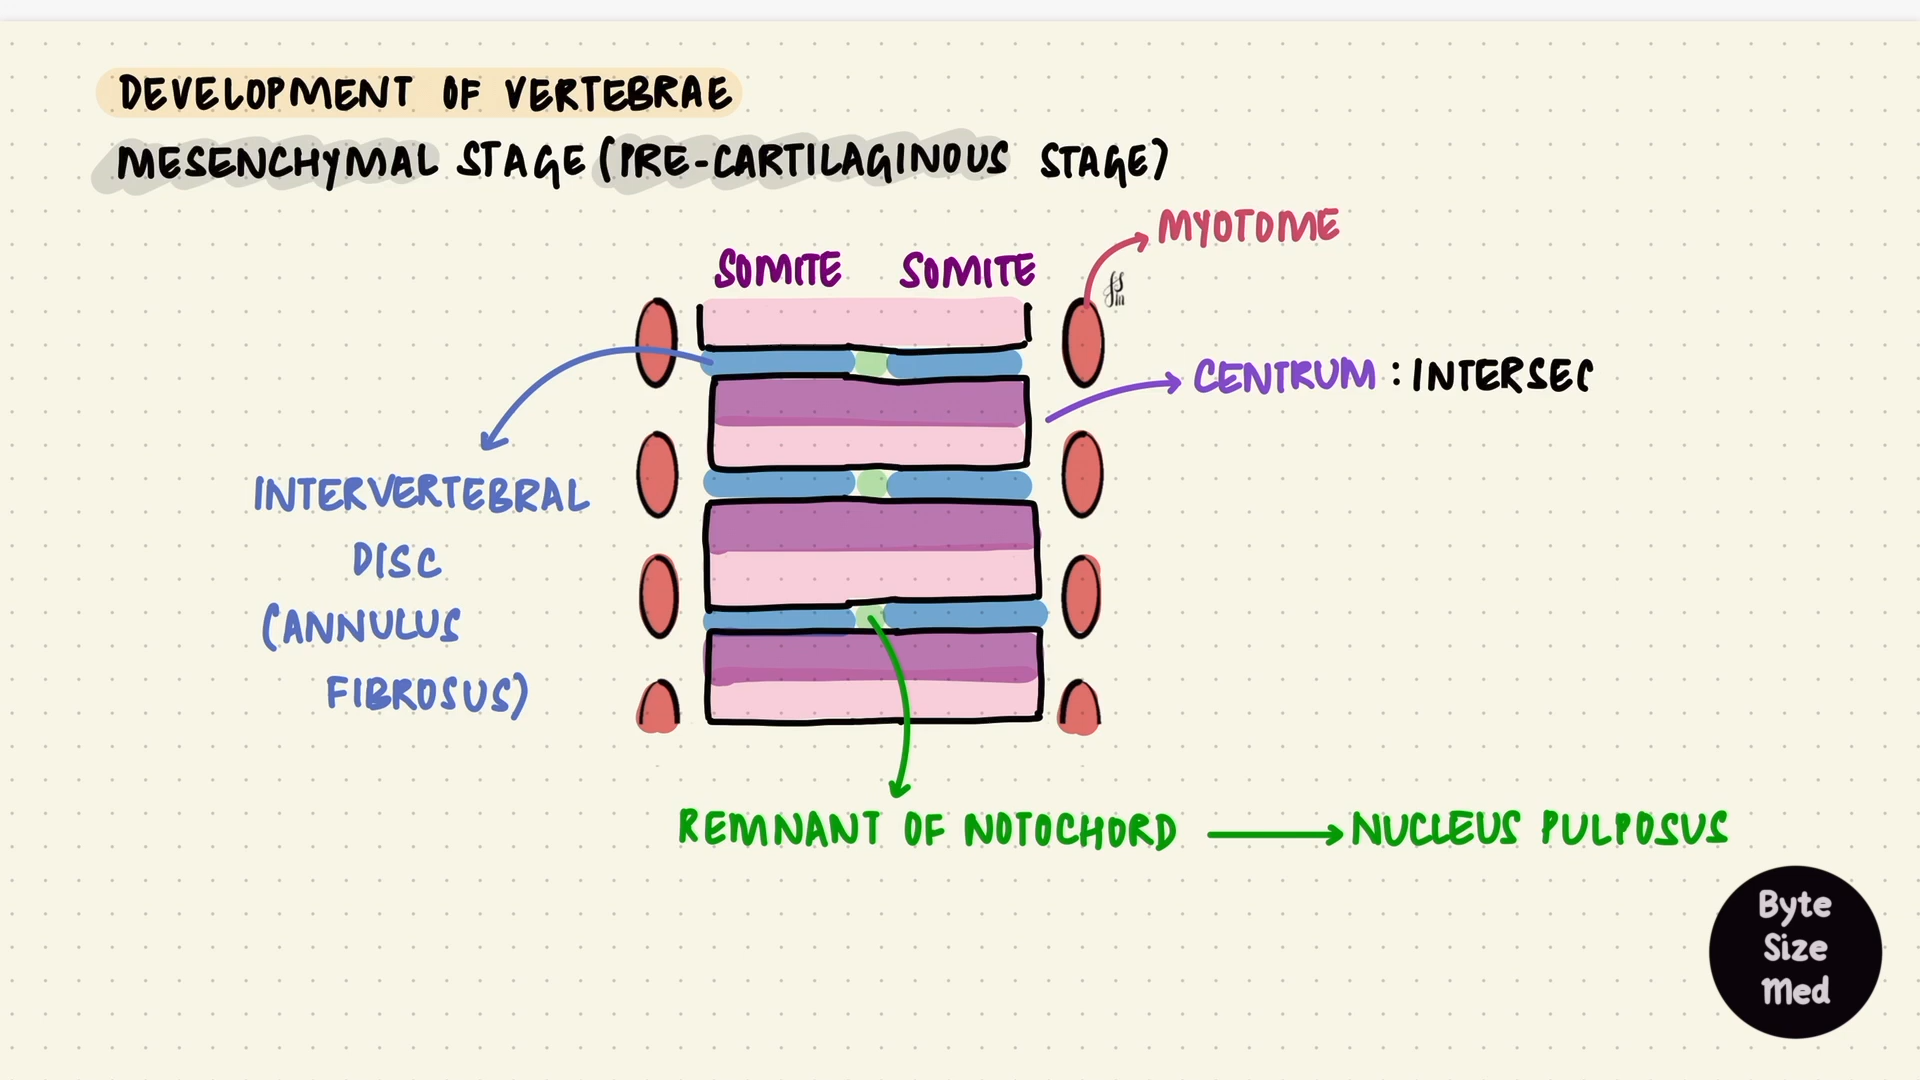 DEVELOPMENT OF VERTEBRAE
MESENCHYMAL STAGE (PRE-CARTILAGINOUS STAGE)
MYOTOME
SOMITE SOMITE
CENTRUM : INTERSEC
INTERVERTEBRAL
DISC
(ANNULUS
FIBROSUS)
REMNANT OF NOTOCHORD → NUCLEUS PULPOSUS
Byte
Size
Med